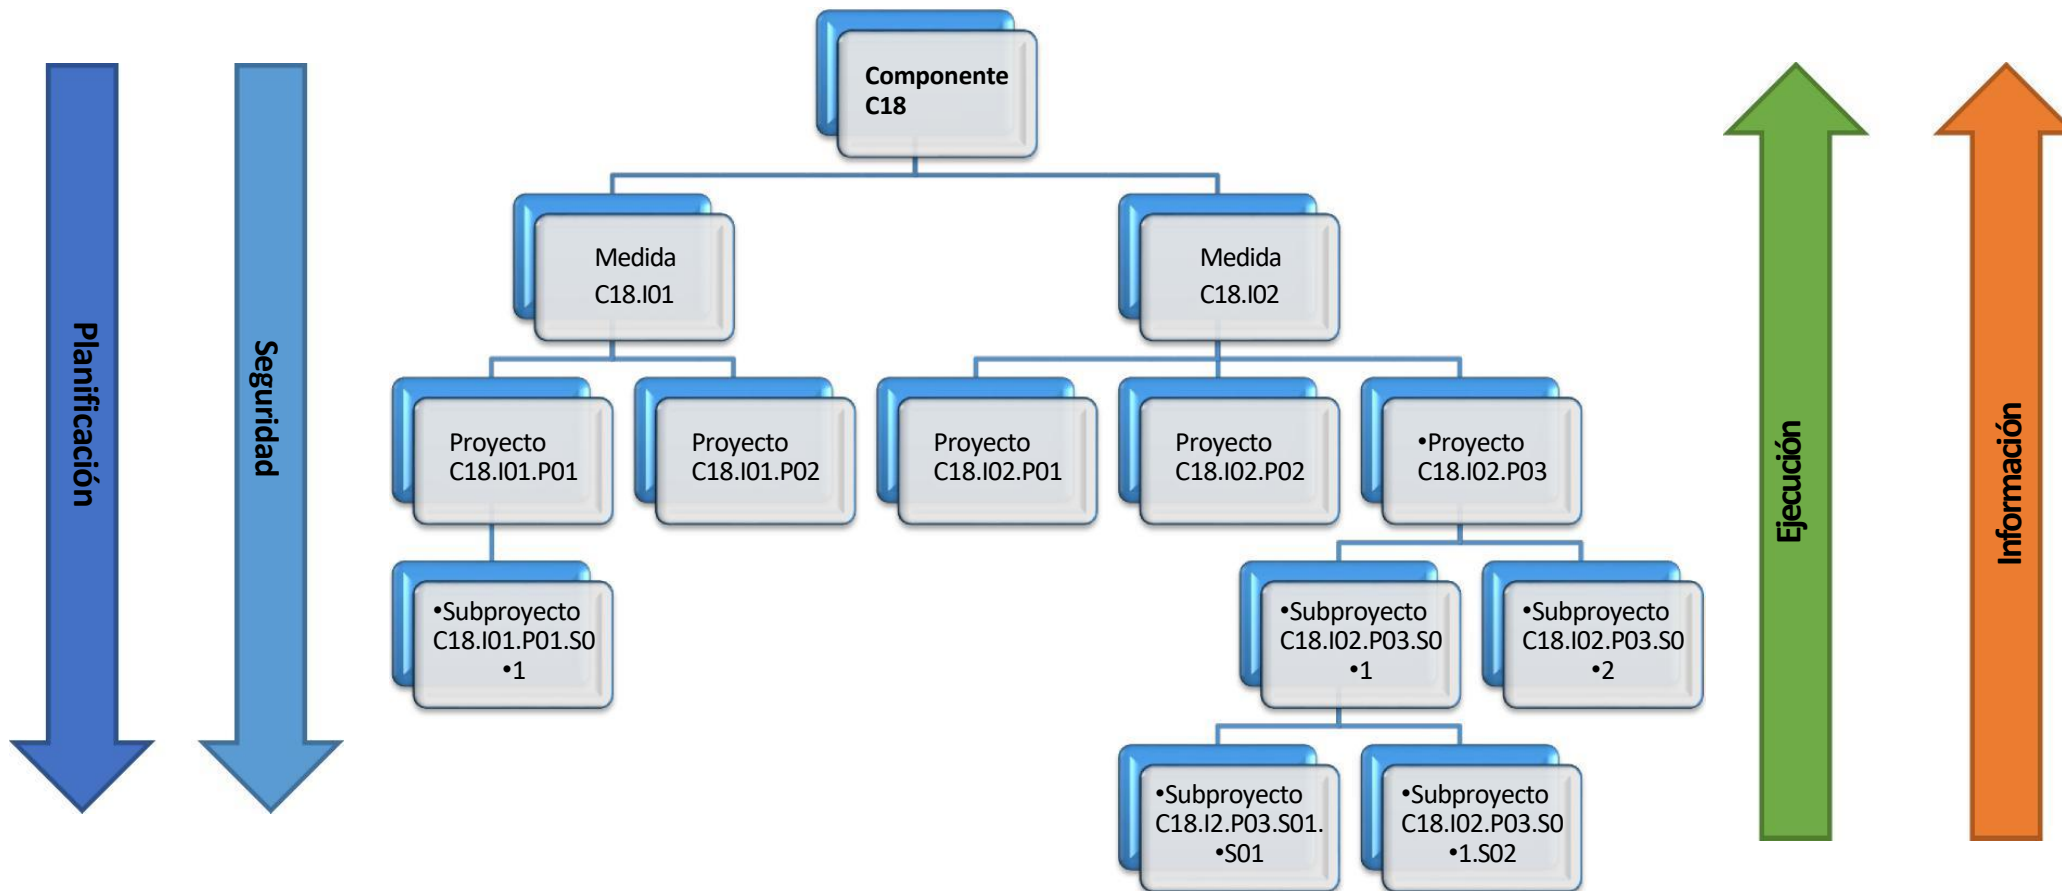 Componente
C18
Medida
C18.I01
Medida
C18.I02
Planificación
Seguridad
Proyecto
C18.I01.P01
Proyecto
C18.I01.P02
Proyecto
C18.I02.P01
Proyecto
C18.I02.P02
•Proyecto
C18.I02.P03
Ejecución
Información
•Subproyecto
C18.I01.P01.S0
•1
•Subproyecto
C18.I02.P03.S0
•1
•Subproyecto
C18.I02.P03.S0
•2
•Subproyecto
C18.I2.P03.S01.
•S01
•Subproyecto
C18.I02.P03.S0
•1.S02